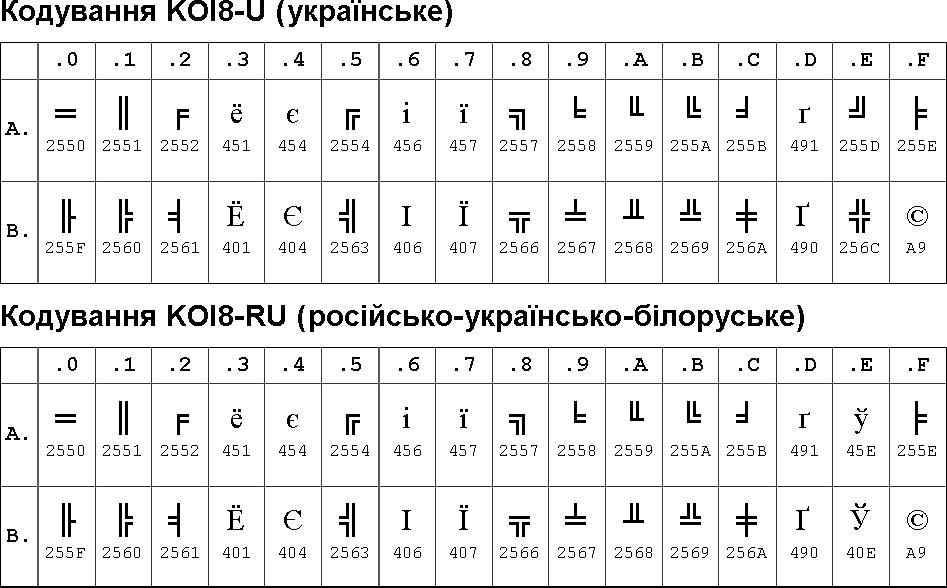 Кодування KOI8-U (українське)
.0 .1 .2 .3 .4 .5 .6 .7 .8 .9 .A .B .C .D .E .F
A. ═ ║ ╒ ё є ╔ і ї ╗ ╘ ╙ ╚ ╛ ґ ╝ ╞
2550 2551 2552 451 454 2554 456 457 2557 2558 2559 255A 255B 491 255D 255E
B. ╟ ╠ ╡ Ё Є ╣ І Ї ╦ ╧ ╨ ╩ ╪ Ґ ╬ ©
255F 2560 2561 401 404 2563 406 407 2566 2567 2568 2569 256A 490 256C A9
Кодування KOI8-RU (російсько-українсько-білоруське)
.0 .1 .2 .3 .4 .5 .6 .7 .8 .9 .A .B .C .D .E .F
A. ═ ║ ╒ ё є ╔ і ї ╗ ╘ ╙ ╚ ╛ ґ ў ╞
2550 2551 2552 451 454 2554 456 457 2557 2558 2559 255A 255B 491 45E 255E
B. ╟ ╠ ╡ Ё Є ╣ І Ї ╦ ╧ ╨ ╩ ╪ Ґ Ў ©
255F 2560 2561 401 404 2563 406 407 2566 2567 2568 2569 256A 490 40E A9